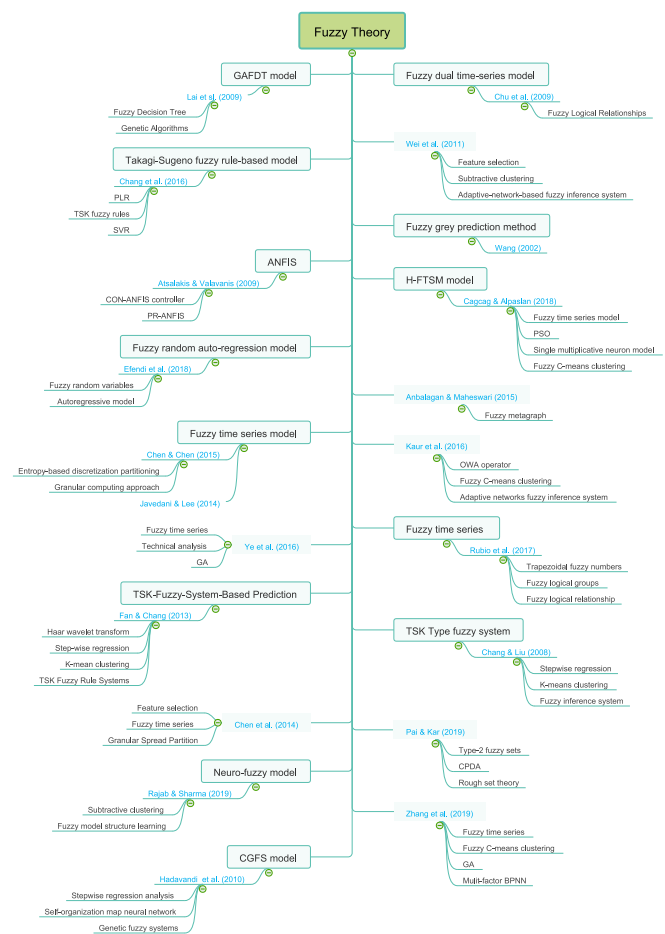 Fuzzy Theory
GAFDT model
Lai et sl. (2009)
Fuzzy Decision Tree
Genetic Algorithms
Takagi-Sugeno fuzzy rule-based model
Chang et al. (2016)
PLR
TSK fuzzy rules
SVR
ANFIS
Atsalakis & Valavanis (2009)
CON-ANFIS controller
PR-ANFIS
Fuzzy random auto-regression model
Efendi et al. (2018)
Fuzzy random variables
Autoregressive model
Fuzzy time series model
Chen & Chen (2015)
Entropy-based discretization partitioning
Granular computing approach
Javedani & Lee (2014)
Fuzzy time series
Technical analysis
GA
Ye et al. (2016)
TSK-Fuzzy-System-Based Prediction
Fan & Chang (2013)
Haar wavelet transform
Step-wise regression
K-mean clustering
TSK Fuzzy Rule Systems
Feature selection
Fuzzy time series
Granular Spread Partition
Chen et al. (2014)
Neuro-fuzzy model
Rajab & Sharma (2019)
Subtractive clustering
Fuzzy model structure learning
CGFS model
Hadavandi et al. (2010)
Stepwise regression analysis
Self-organization map neural network
Genetic fuzzy systems
Fuzzy dual time-series model
Chu et al. (2009)
Fuzzy Logical Relationships
Wei et al. (2011)
Feature selection
Subtractive clustering
Adaptive-network-based fuzzy inference system
Fuzzy grey prediction method
Wang (2002)
H-FTSM model
Cagcag & Alpaslan (2018)
Fuzzy time series model
PSO
Single multiplicative neuron model
Fuzzy C-means clustering
Anbalagan & Maheswari (2015)
Fuzzy metagraph
Kaur et al. (2016)
OWA operator
Fuzzy C-means clustering
Adaptive networks fuzzy inference system
Fuzzy time series
Rubio et al. (2017)
Trapezoidal fuzzy numbers
Fuzzy logical groups
Fuzzy logical relationship
TSK Type fuzzy system
Chang & Liu (2008)
Stepwise regression
K-means clustering
Fuzzy inference system
Pai & Kar (2019)
Type-2 fuzzy sets
CPDA
Rough set theory
Zhang et al. (2019)
Fuzzy time series
Fuzzy C-means clustering
GA
Mulit-factor BPNN